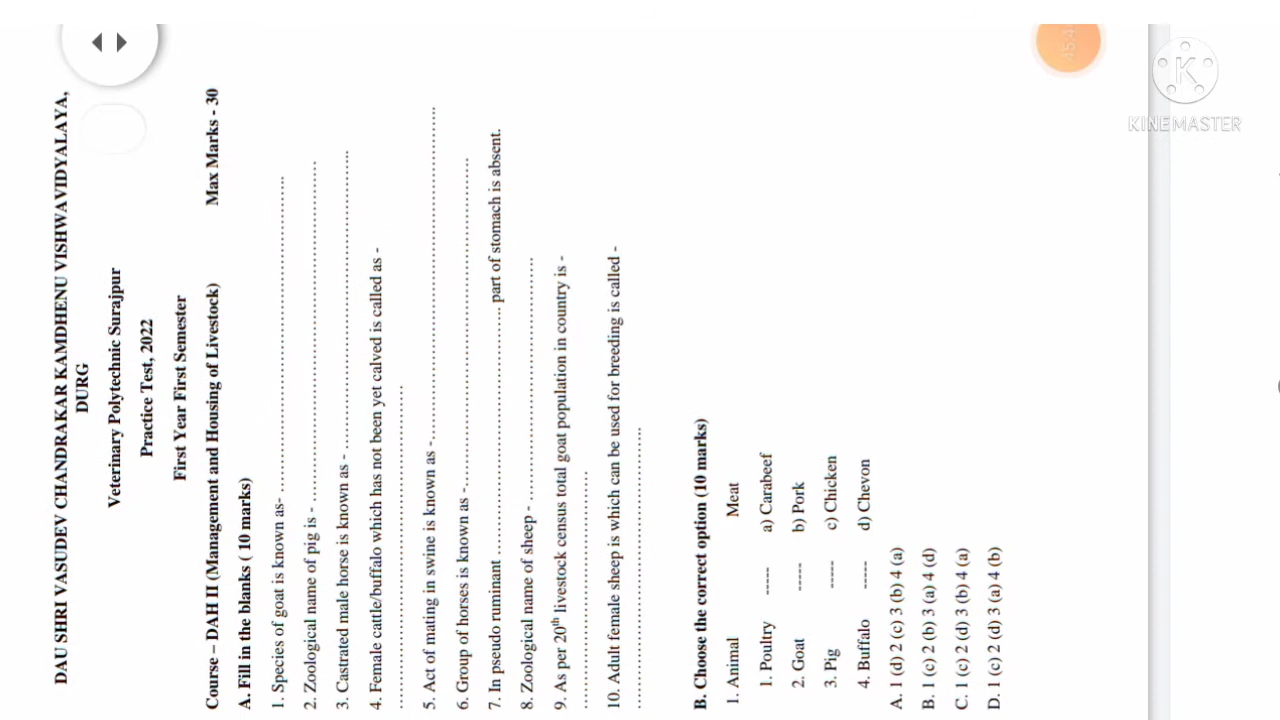 DAU SHRI VASUDEV CHANDRAKAR KAMDHENU VISHWAVIDYALAYA,
DURG
Veterinary Polytechnic Surajpur
Practice Test, 2022
First Year First Semester
Course – DAH II (Management and Housing of Livestock) Max Marks - 30
A. Fill in the blanks ( 10 marks)
1. Species of goat is known as- ......................................................
2. Zoological name of pig is - ......................................................
3. Castrated male horse is known as - ......................................................
4. Female cattle/buffalo which has not been yet calved is called as -
......................................................
5. Act of mating in swine is known as -......................................................
6. Group of horses is known as -......................................................
7. In pseudo ruminant ........................................... part of stomach is absent.
8. Zoological name of sheep - ...........................................
9. As per 20th livestock census total goat population in country is -
...........................................
10. Adult female sheep is which can be used for breeding is called -
...........................................
B. Choose the correct option (10 marks)
1. Animal Meat
1. Poultry ----- a) Carabeef
2. Goat ----- b) Pork
3. Pig ----- c) Chicken
4. Buffalo ----- d) Chevon
A. 1 (d) 2 (c) 3 (b) 4 (a)
B. 1 (c) 2 (b) 3 (a) 4 (d)
C. 1 (c) 2 (d) 3 (b) 4 (a)
D. 1 (c) 2 (d) 3 (a) 4 (b)
K
KINEMASTER